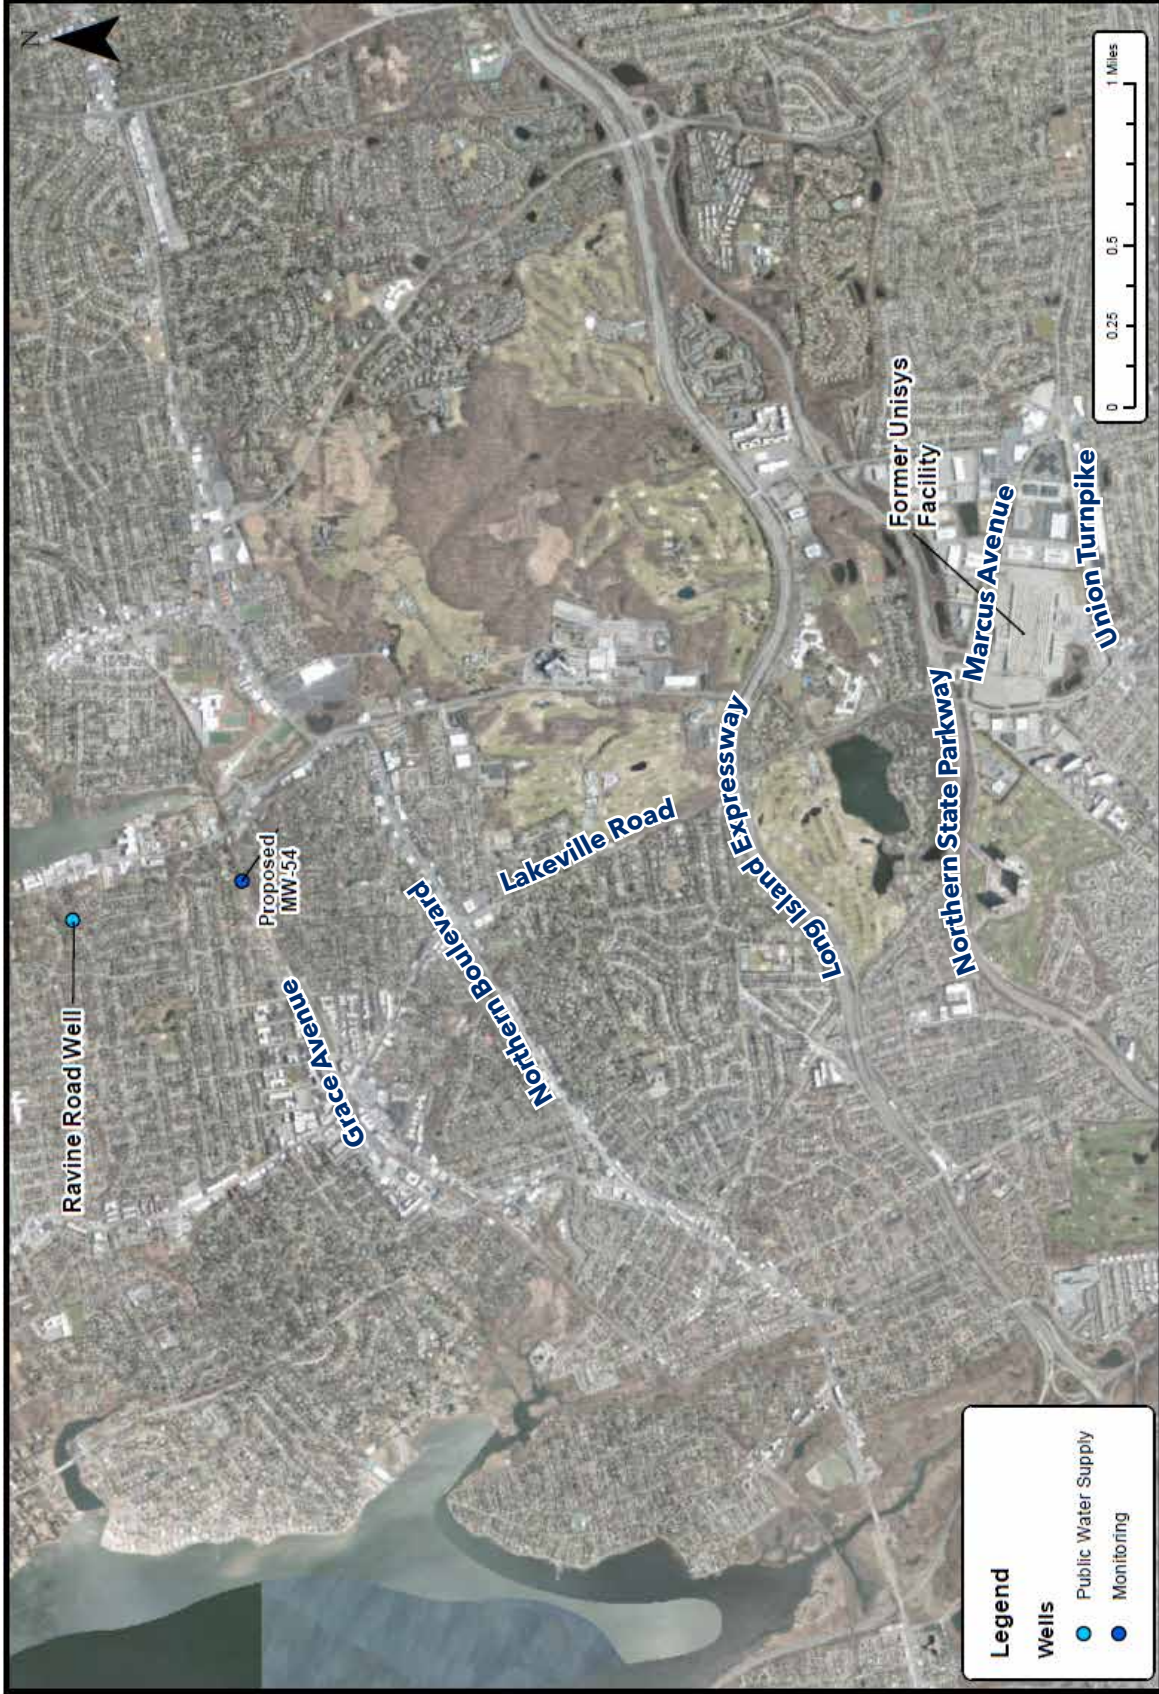 N
Ravine Road Well
Proposed
MW-54
Grace Avenue
Northern Boulevard
Lakeville Road
Long Island Expressway
Northern State Parkway
Former Unisys
Facility
Marcus Avenue
Union Turnpike
Legend
Wells
Public Water Supply
Monitoring
0 0.25 0.5 1 Miles